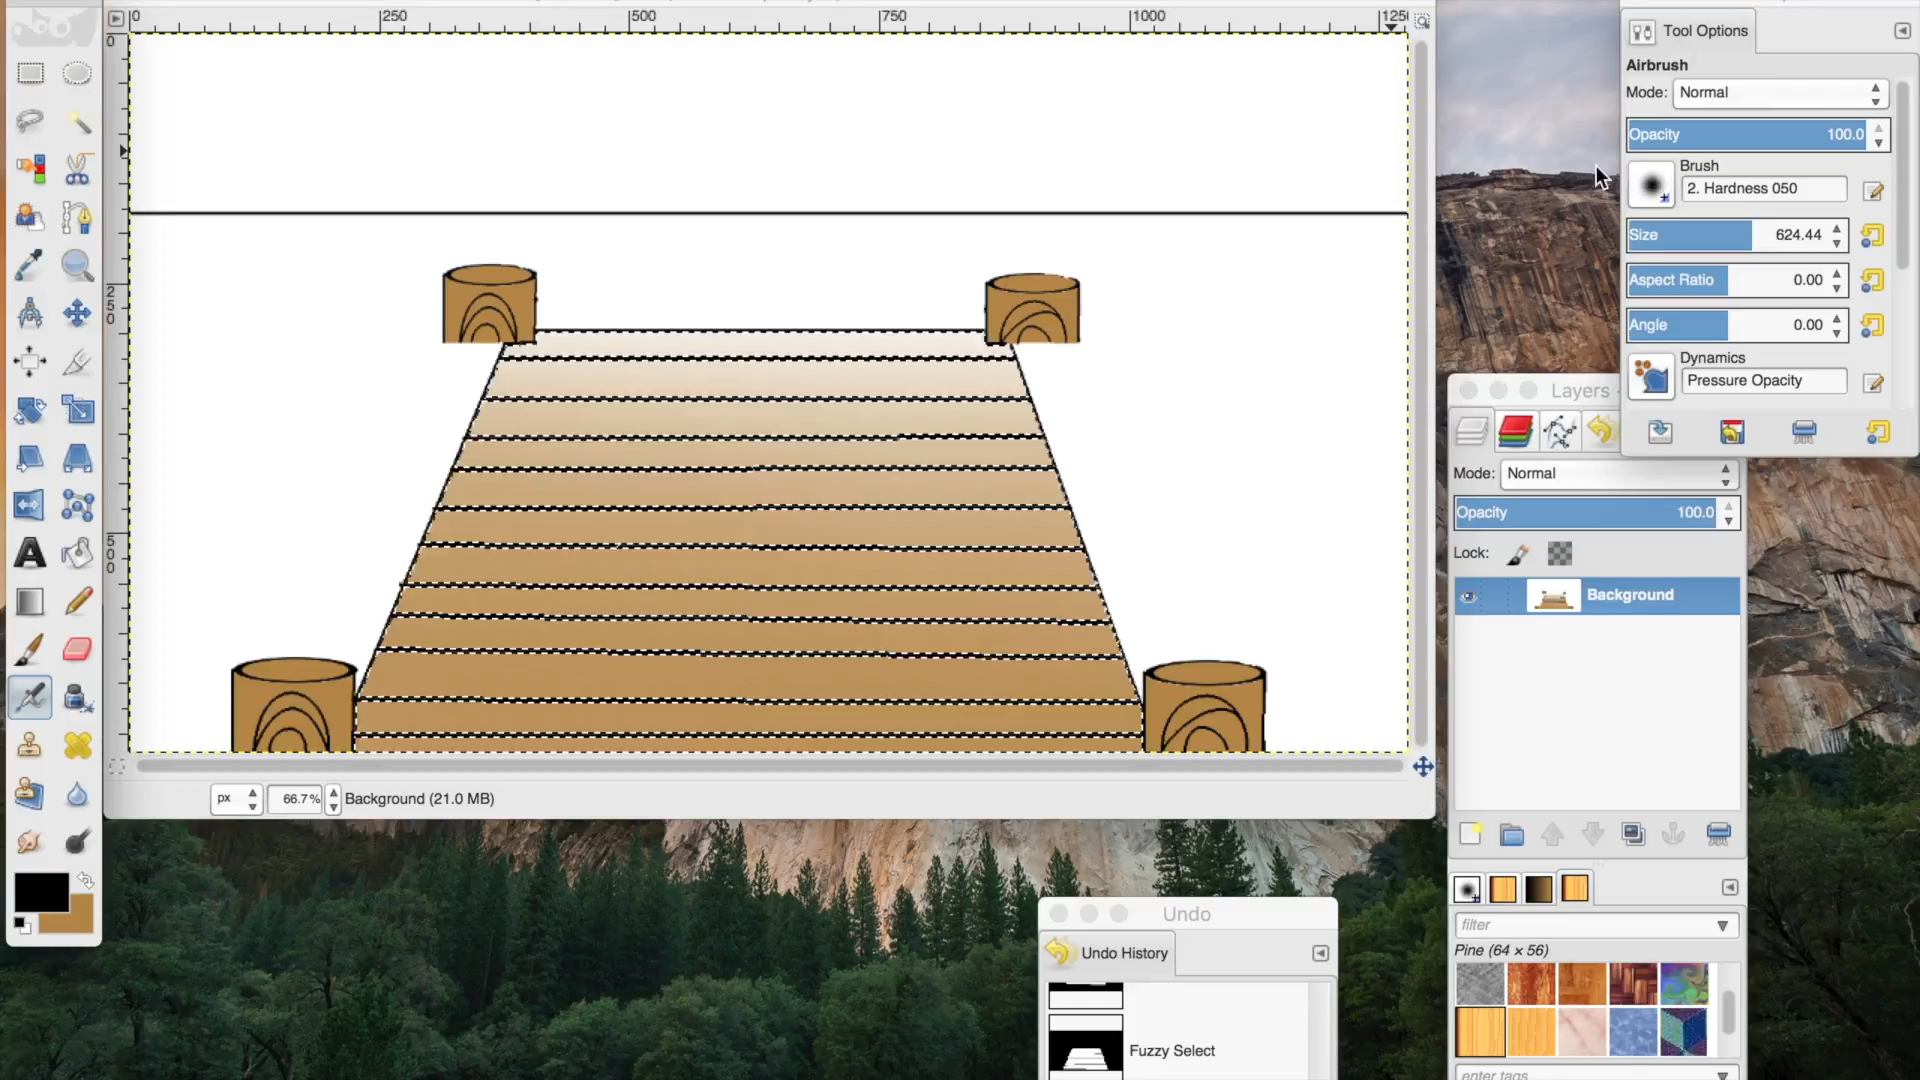 0 250 500 750 1000 125
0
250
500
px 66.7% Background (21.0 MB)
Tool Options
Airbrush
Mode: Normal
Opacity 100.0
Brush
2. Hardness 050
Size 624.44
Aspect Ratio 0.00
Angle 0.00
Dynamics
Pressure Opacity
Layers -
Mode: Normal
Opacity 100.0
Lock:
Background
filter
Pine (64 × 56)
enter tags
Undo
Undo History
Fuzzy Select